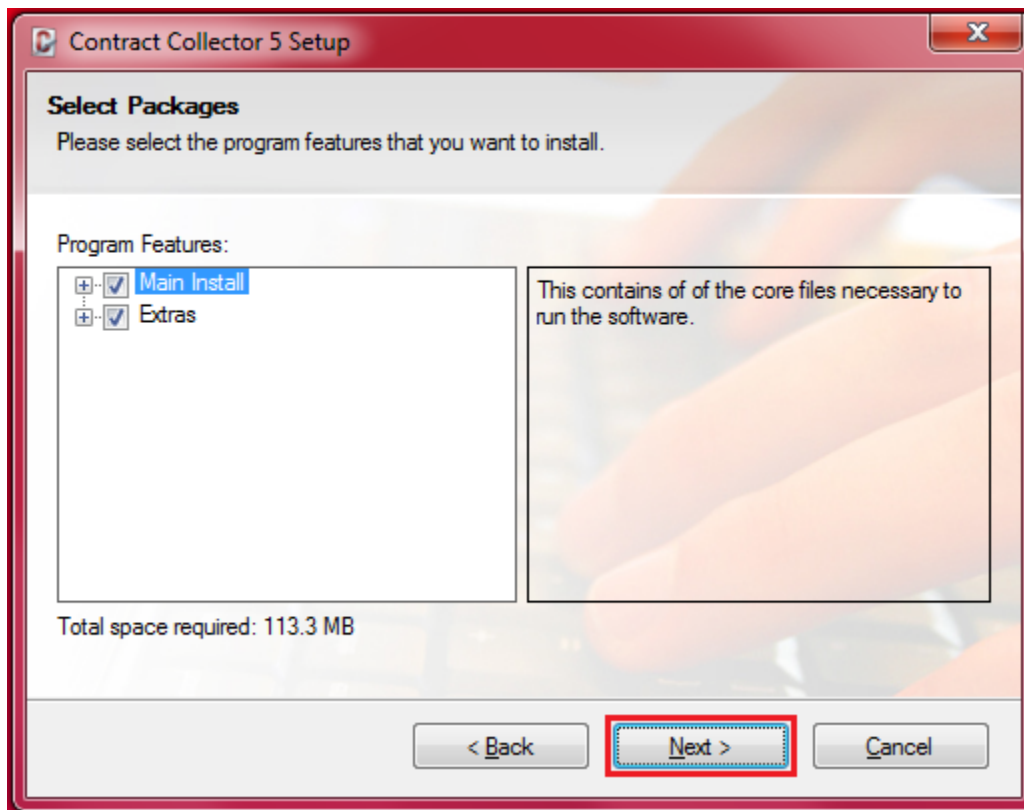 Contract Collector 5 Setup
Select Packages
Please select the program features that you want to install.
Program Features:
Main Install
Extras
This contains of of the core files necessary to
run the software.
Total space required: 113.3 MB
< Back
Next >
Cancel